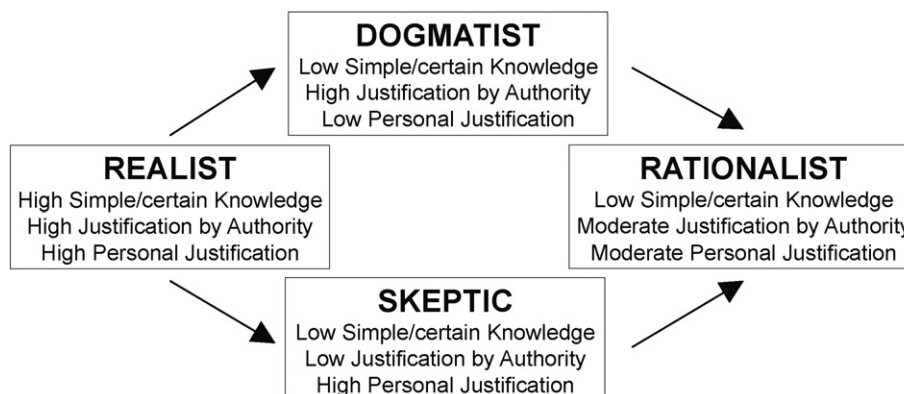 DOGMATIST
Low Simple/certain Knowledge
High Justification by Authority
Low Personal Justification
REALIST
High Simple/certain Knowledge
High Justification by Authority
High Personal Justification
RATIONALIST
Low Simple/certain Knowledge
Moderate Justification by Authority
Moderate Personal Justification
SKEPTIC
Low Simple/certain Knowledge
Low Justification by Authority
High Personal Justification